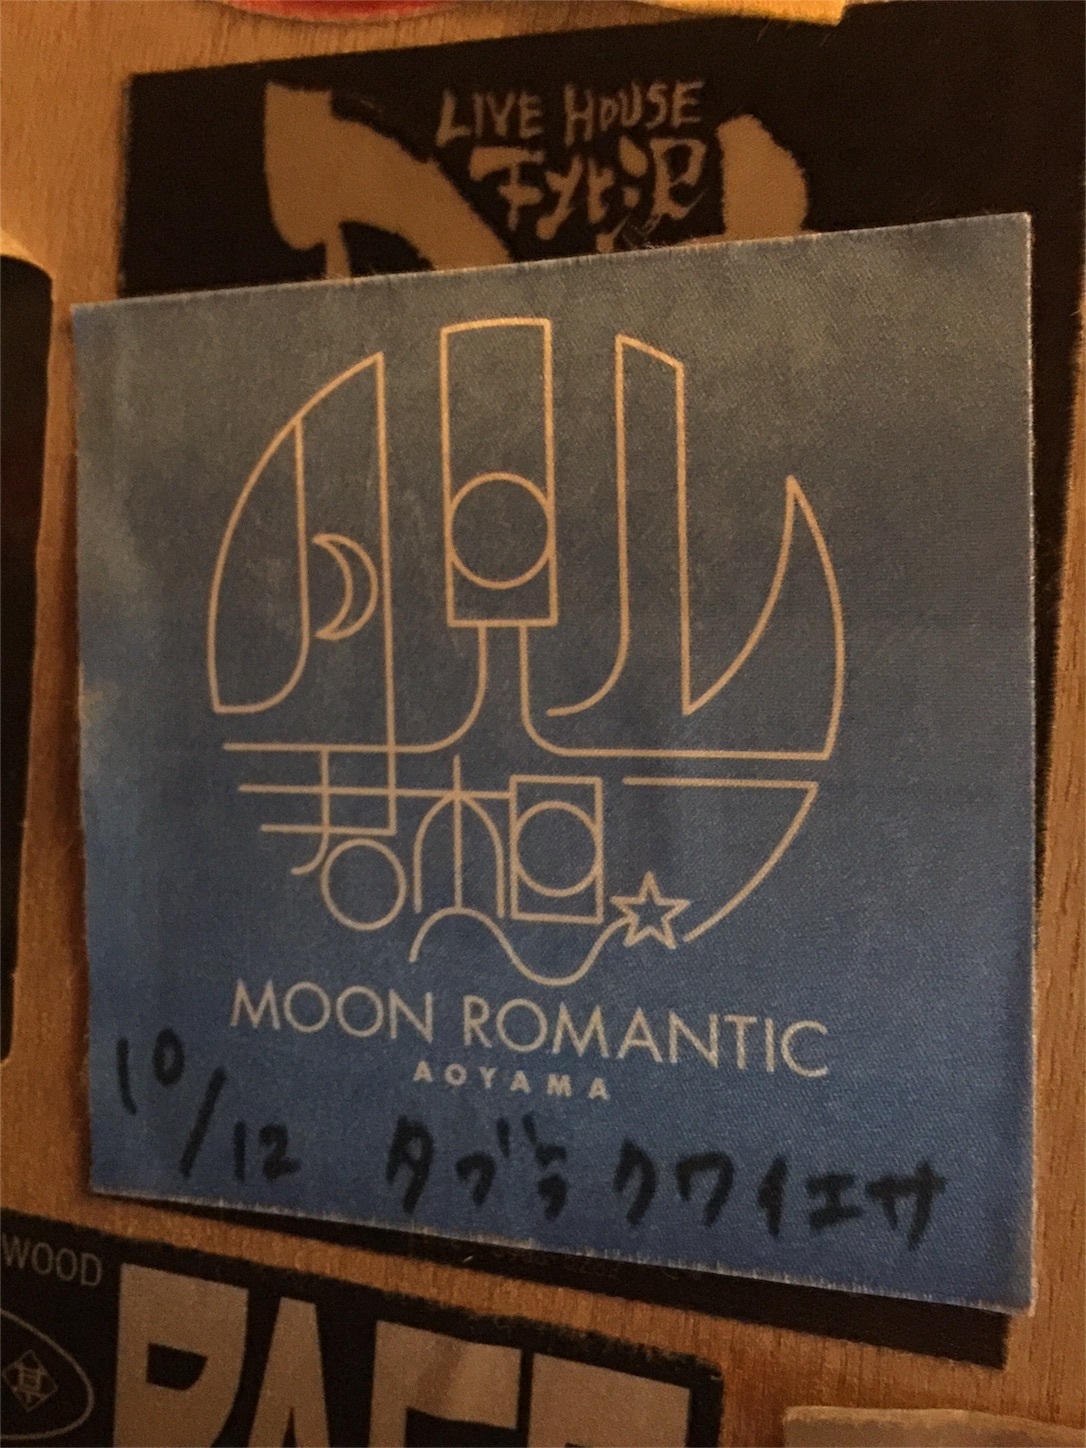 LIVE HOUSE
下北沢
月見ル
君想フ
MOON ROMANTIC
AOYAMA
10/12 タブラ クワイエサ
WOOD